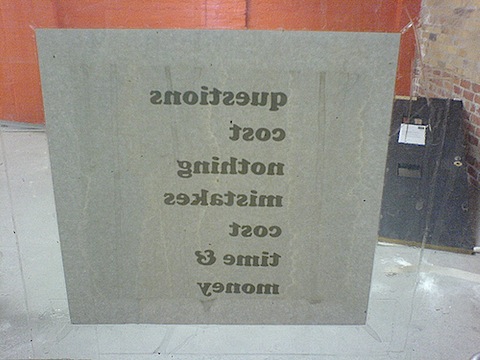 questions
cost
nothing
mistakes
cost
time &
money